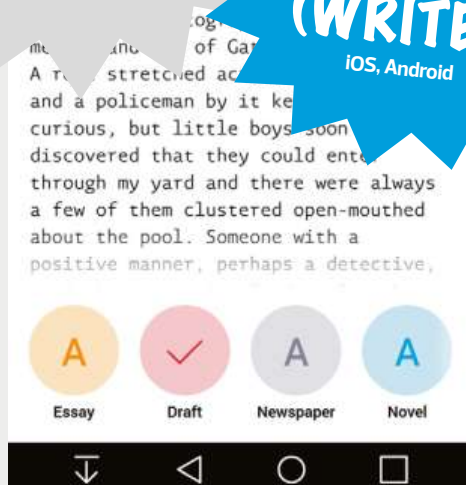 (WRITE
iOS, Android
of Gat
A r stretched ac
and a policeman by it ke
curious, but little boys soon
discovered that they could ente
through my yard and there were always
a few of them clustered open-mouthed
about the pool. Someone with a
positive manner, perhaps a detective,
A A A
Essay Draft Newspaper Novel